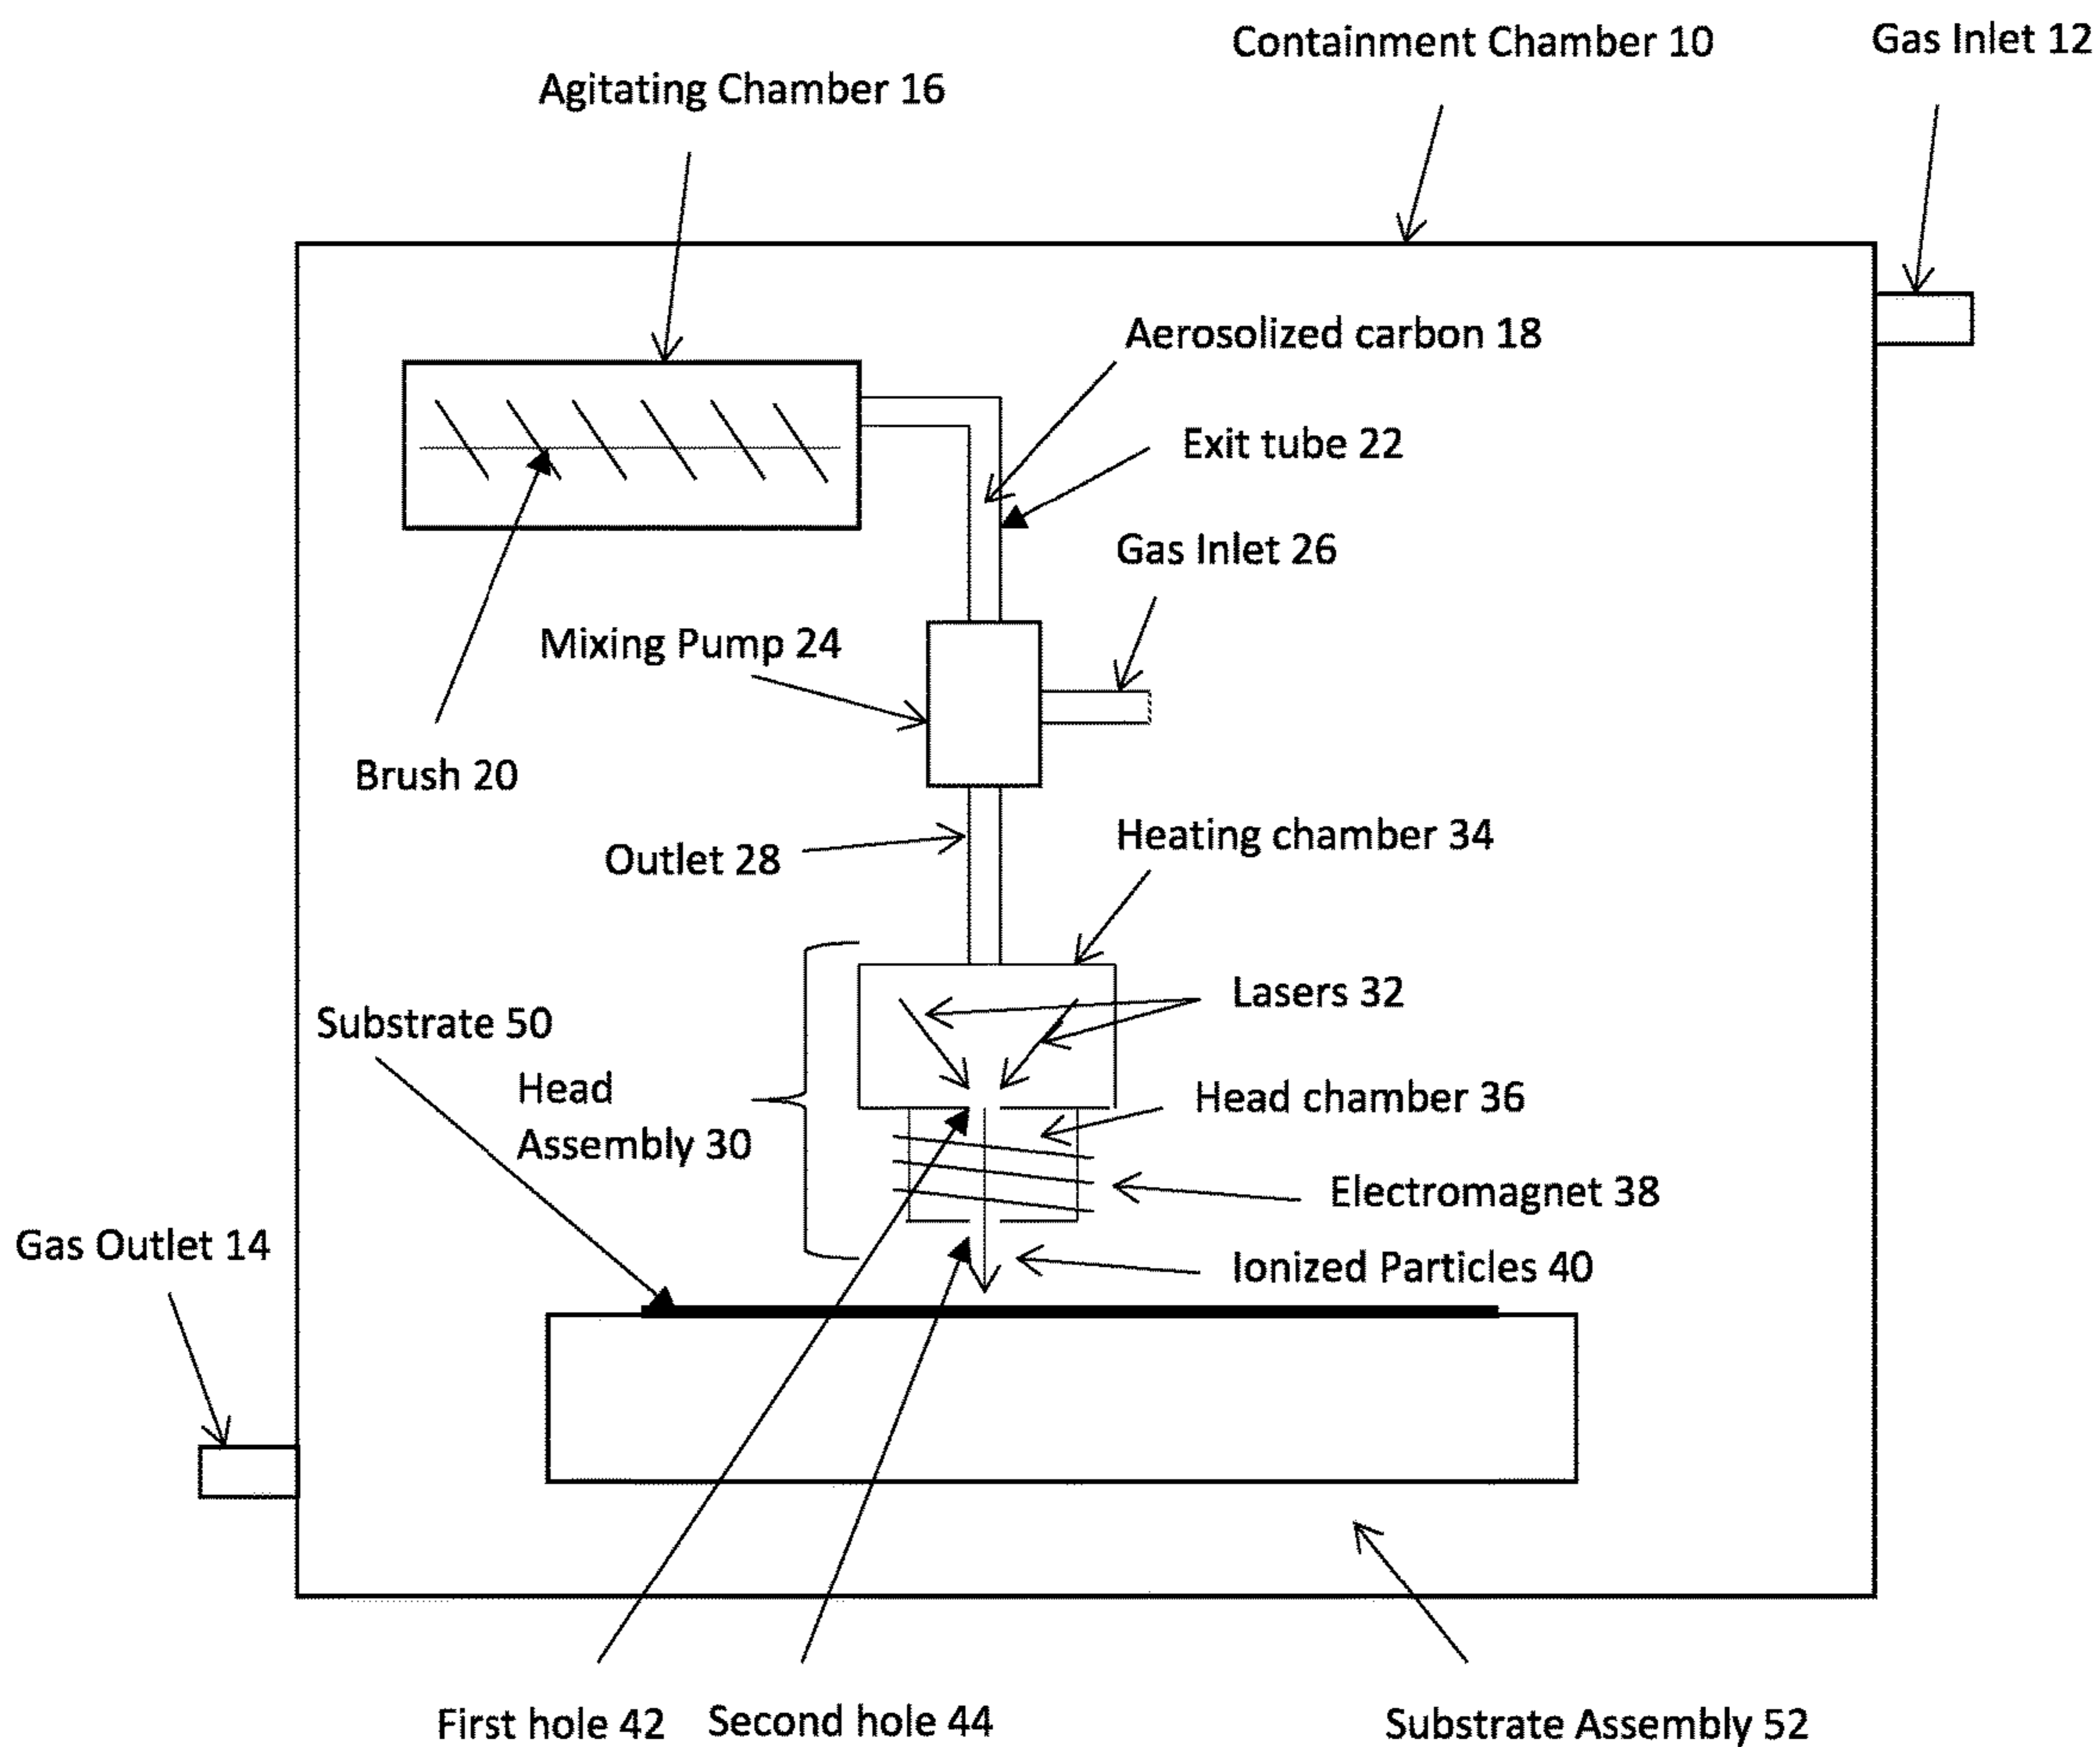 Containment Chamber 10
Gas Inlet 12
Agitating Chamber 16
Aerosolized carbon 18
Exit tube 22
Gas Inlet 26
Mixing Pump 24
Brush 20
Outlet 28
Heating chamber 34
Lasers 32
Substrate 50
Head
Assembly 30
Head chamber 36
Electromagnet 38
Gas Outlet 14
Ionized Particles 40
First hole 42
Second hole 44
Substrate Assembly 52